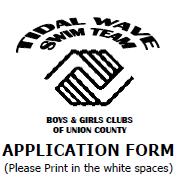 TIDAL WAVE
SWIM TEAM
BOYS & GIRLS CLUBS
OF UNION COUNTY
APPLICATION FORM
(Please Print in the white spaces)